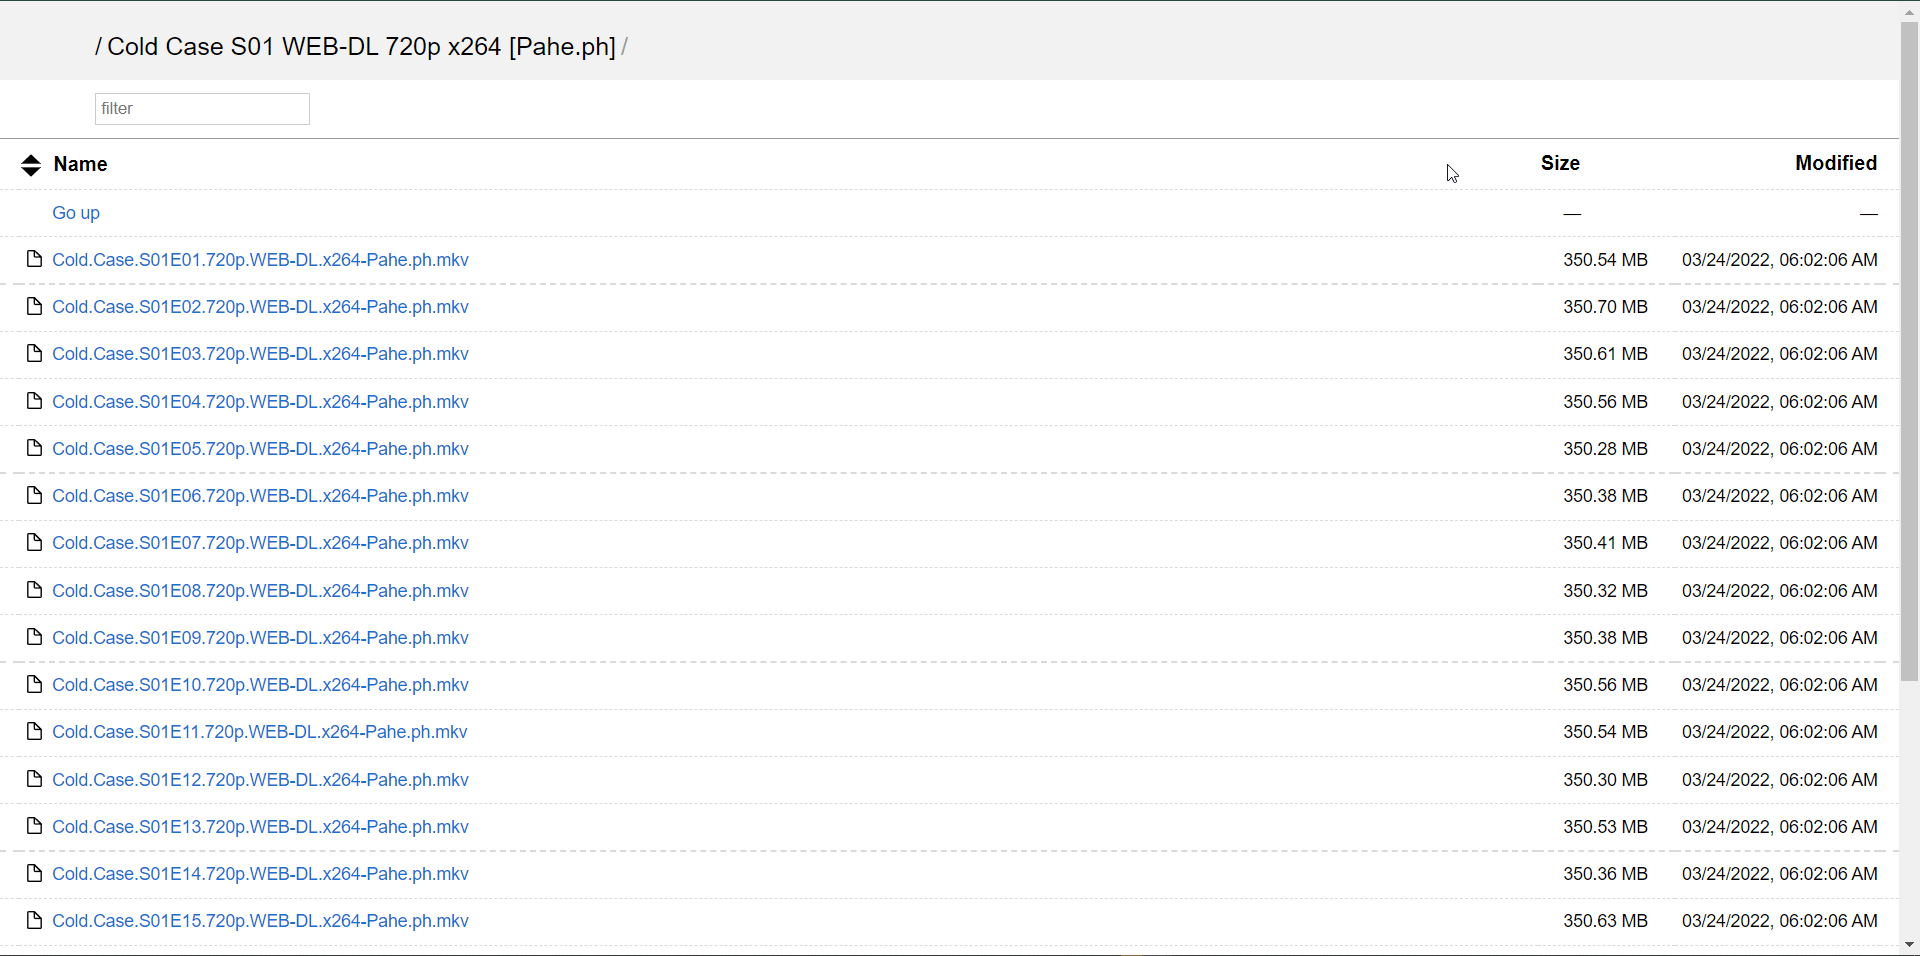 / Cold Case S01 WEB-DL 720p x264 [Pahe.ph] /
filter
Name Size Modified
Go up — —
Cold.Case.S01E01.720p.WEB-DL.x264-Pahe.ph.mkv 350.54 MB 03/24/2022, 06:02:06 AM
Cold.Case.S01E02.720p.WEB-DL.x264-Pahe.ph.mkv 350.70 MB 03/24/2022, 06:02:06 AM
Cold.Case.S01E03.720p.WEB-DL.x264-Pahe.ph.mkv 350.61 MB 03/24/2022, 06:02:06 AM
Cold.Case.S01E04.720p.WEB-DL.x264-Pahe.ph.mkv 350.56 MB 03/24/2022, 06:02:06 AM
Cold.Case.S01E05.720p.WEB-DL.x264-Pahe.ph.mkv 350.28 MB 03/24/2022, 06:02:06 AM
Cold.Case.S01E06.720p.WEB-DL.x264-Pahe.ph.mkv 350.38 MB 03/24/2022, 06:02:06 AM
Cold.Case.S01E07.720p.WEB-DL.x264-Pahe.ph.mkv 350.41 MB 03/24/2022, 06:02:06 AM
Cold.Case.S01E08.720p.WEB-DL.x264-Pahe.ph.mkv 350.32 MB 03/24/2022, 06:02:06 AM
Cold.Case.S01E09.720p.WEB-DL.x264-Pahe.ph.mkv 350.38 MB 03/24/2022, 06:02:06 AM
Cold.Case.S01E10.720p.WEB-DL.x264-Pahe.ph.mkv 350.56 MB 03/24/2022, 06:02:06 AM
Cold.Case.S01E11.720p.WEB-DL.x264-Pahe.ph.mkv 350.54 MB 03/24/2022, 06:02:06 AM
Cold.Case.S01E12.720p.WEB-DL.x264-Pahe.ph.mkv 350.30 MB 03/24/2022, 06:02:06 AM
Cold.Case.S01E13.720p.WEB-DL.x264-Pahe.ph.mkv 350.53 MB 03/24/2022, 06:02:06 AM
Cold.Case.S01E14.720p.WEB-DL.x264-Pahe.ph.mkv 350.36 MB 03/24/2022, 06:02:06 AM
Cold.Case.S01E15.720p.WEB-DL.x264-Pahe.ph.mkv 350.63 MB 03/24/2022, 06:02:06 AM